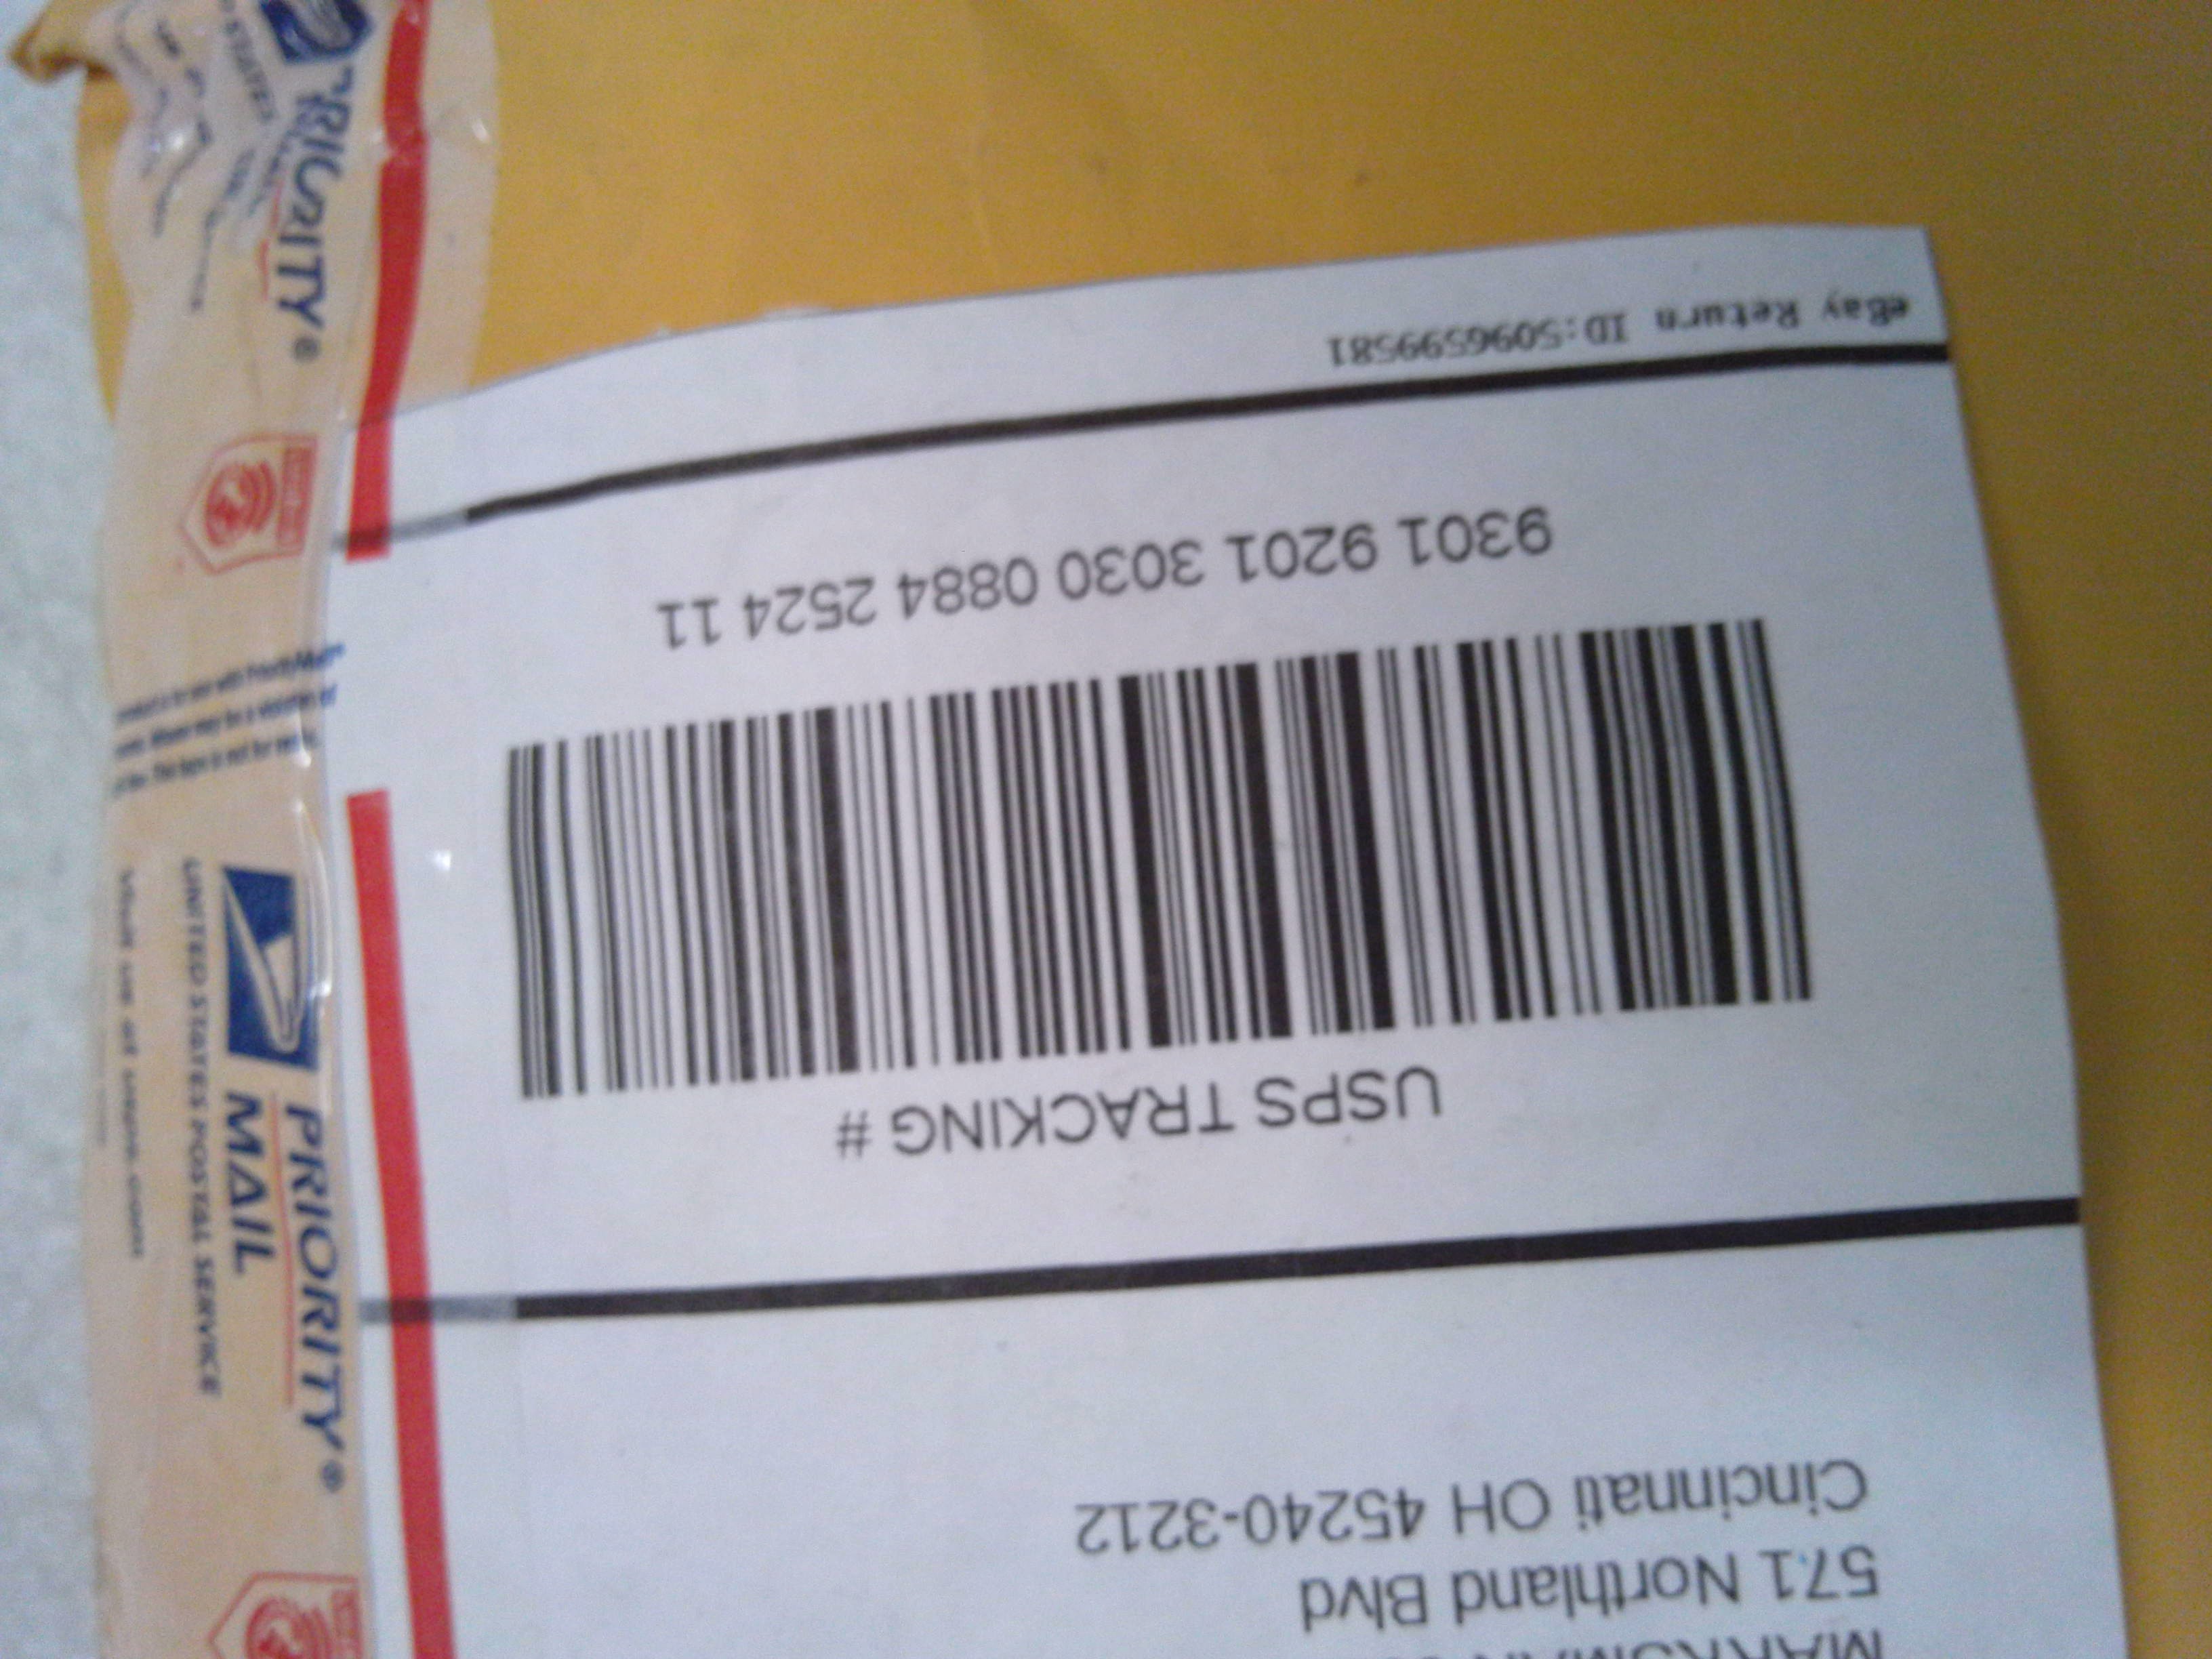 571 Northland Blvd
Cincinnati OH 45240-3212
USPS TRACKING #
9301 9201 3030 0884 2524 11
eBay Return ID:5096599581
PRIORITY®
MAIL
UNITED STATES POSTAL SERVICE
PRIORITY®